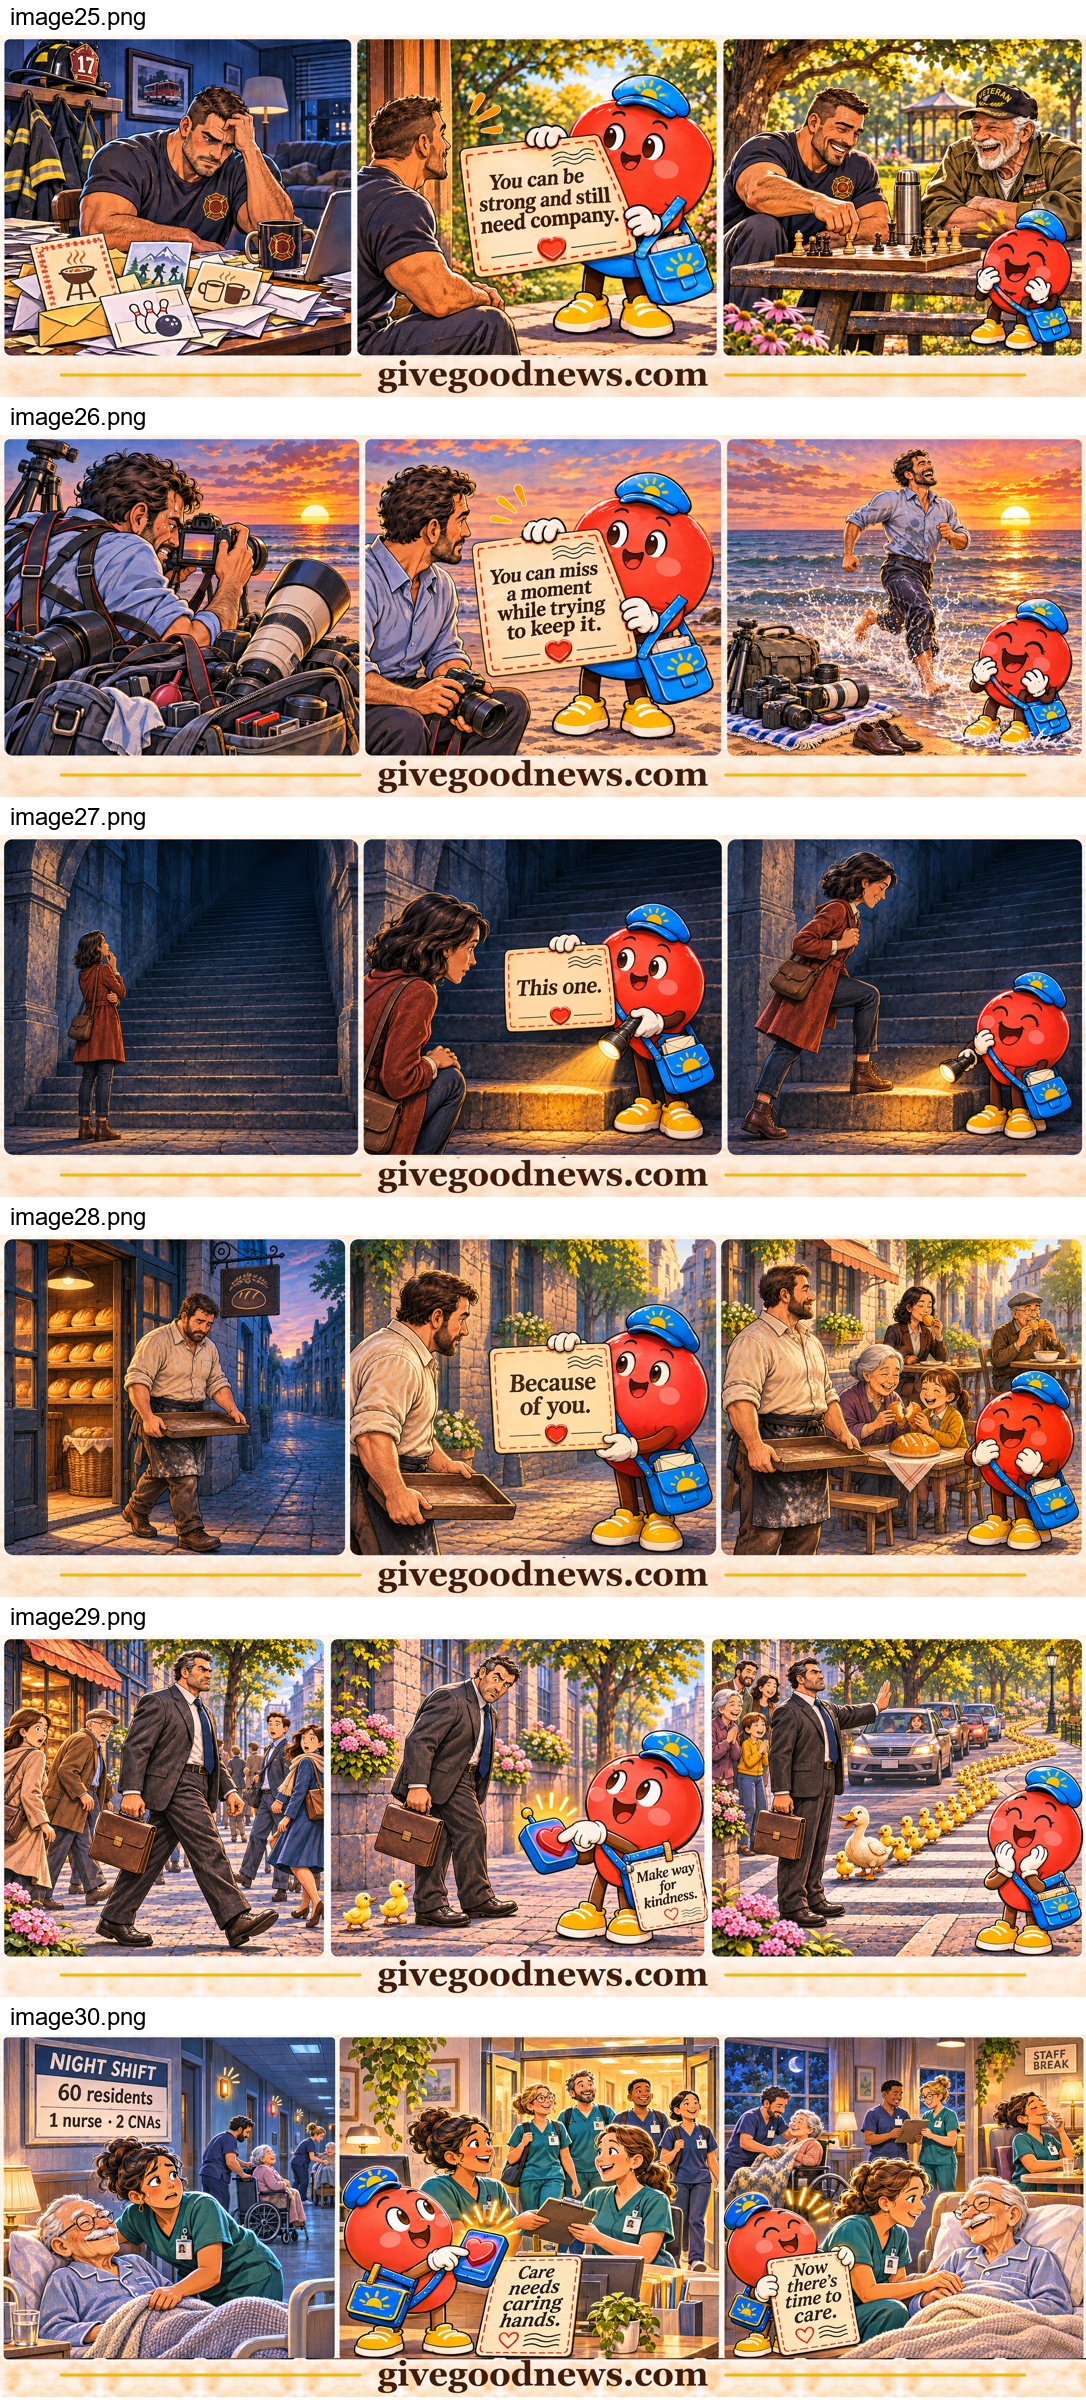 image25.png
17
You can be
strong and still
need company.
VETERAN
givegoodnews.com
image26.png
You can miss
a moment
while trying
to keep it.
givegoodnews.com
image27.png
This one.
givegoodnews.com
image28.png
Because
of you.
givegoodnews.com
image29.png
Make way
for
kindness.
givegoodnews.com
image30.png
NIGHT SHIFT
60 residents
1 nurse · 2 CNAs
Care
needs
caring
hands.
STAFF
BREAK
Now
there's
time to
care.
givegoodnews.com